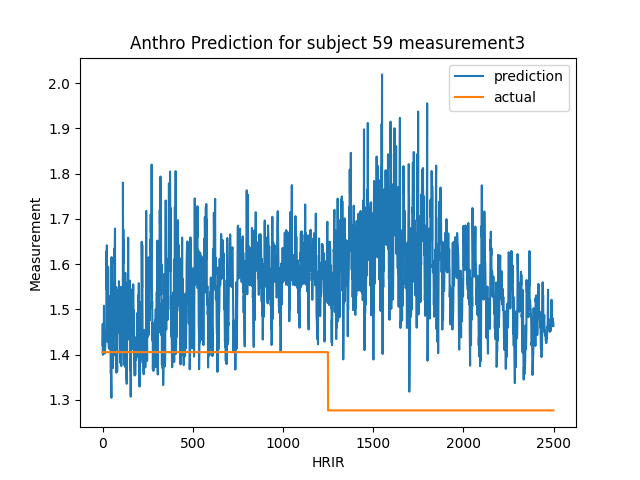 Anthro Prediction for subject 59 measurement3
prediction
actual
2.0
1.9
1.8
1.7
1.6
1.5
1.4
1.3
Measurement
0
500
1000
1500
2000
2500
HRIR